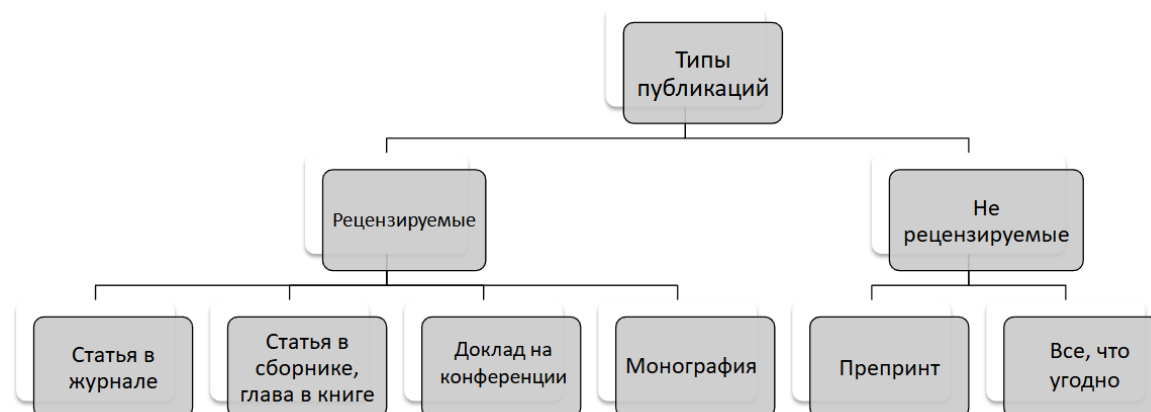 Типы
публикаций
Рецензируемые
Не
рецензируемые
Статья в
журнале
Статья в
сборнике,
глава в книге
Доклад на
конференции
Монография
Препринт
Все, что
угодно